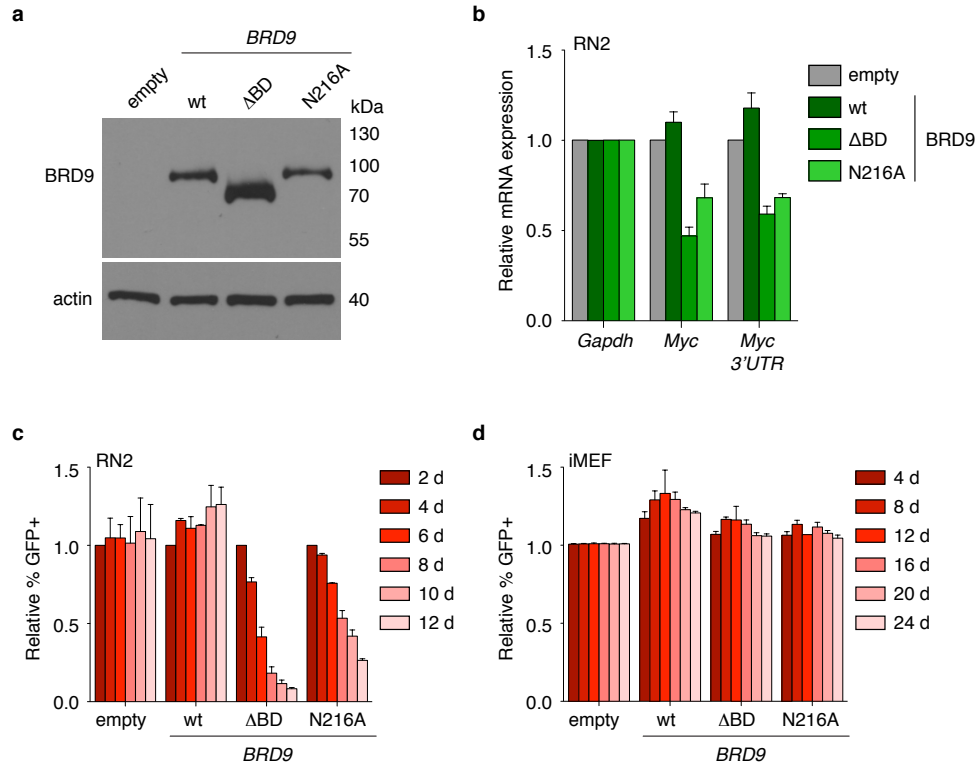 a
BRD9
empty
wt
ΔBD
N216A
kDa
130
100
70
55
40
BRD9
actin
b
RN2
1.5
1.0
0.5
0.0
Relative mRNA expression
Gapdh
Myc
Myc
3'UTR
empty
wt
ΔBD
N216A
BRD9
c
RN2
1.5
1.0
0.5
0.0
Relative % GFP+
empty
wt
ΔBD
N216A
BRD9
2 d
4 d
6 d
8 d
10 d
12 d
d
iMEF
1.5
1.0
0.5
0.0
Relative % GFP+
empty
wt
ΔBD
N216A
BRD9
4 d
8 d
12 d
16 d
20 d
24 d